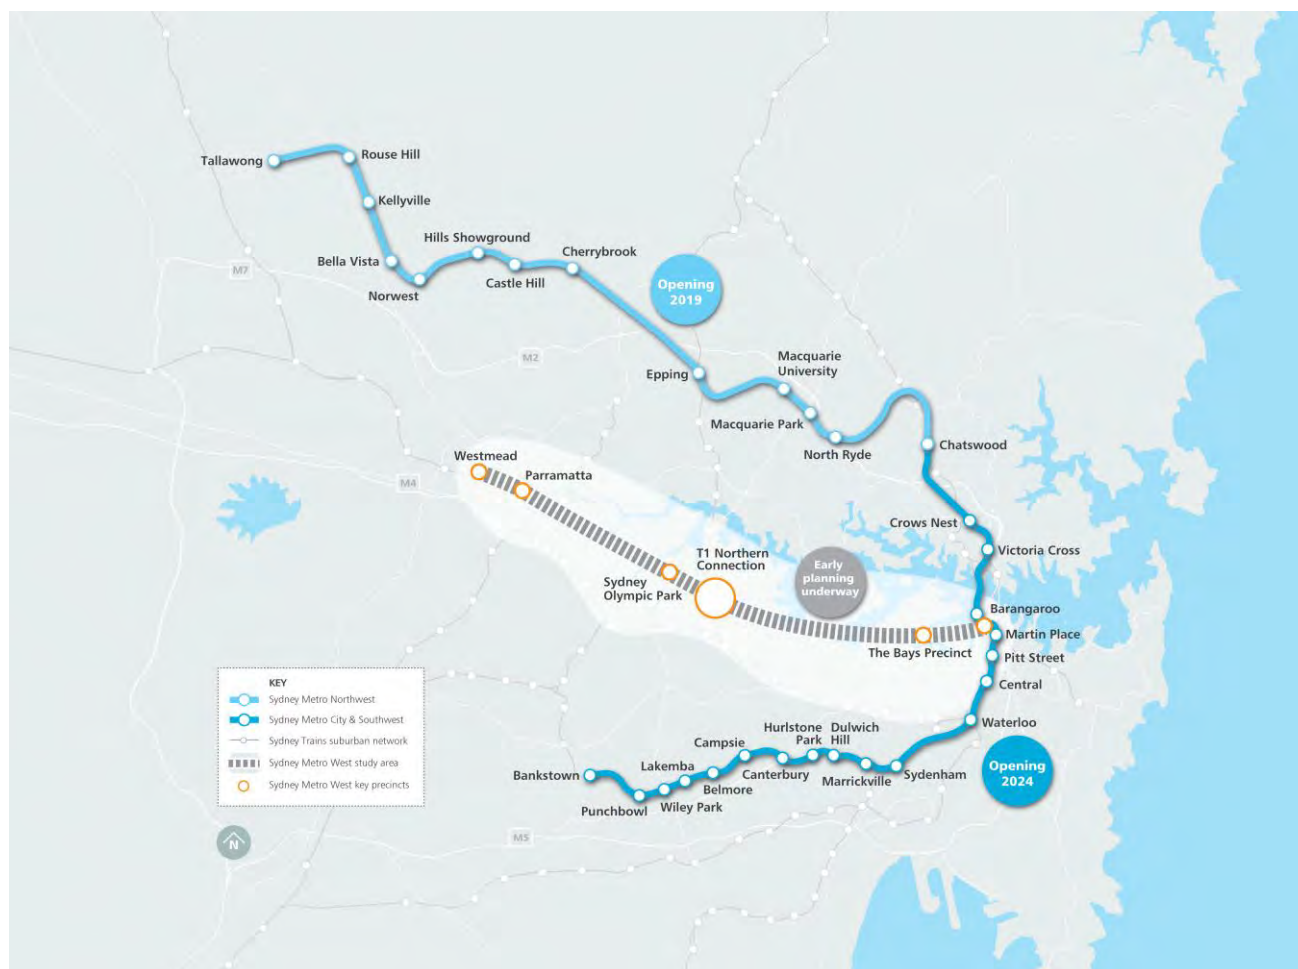 Tallawong
Rouse Hill
Kellyville
Hills Showground
Cherrybrook
Bella Vista
M7
Norwest
Castle Hill
Opening
2019
M2
Macquarie
University
Epping
Macquarie Park
North Ryde
Chatswood
Westmead
Parramatta
M4
Crows Nest
Victoria Cross
T1 Northern
Connection
Early
planning
underway
Sydney
Olympic Park
Barangaroo
Martin Place
The Bays Precinct
Pitt Street
Central
Waterloo
KEY
Sydney Metro Northwest
Sydney Metro City & Southwest
Sydney Trains suburban network
Sydney Metro West study area
Sydney Metro West key precincts
Hurlstone
Park
Dulwich
Hill
Campsie
Lakemba
Bankstown
Canterbury
Sydenham
Marrickville
Belmore
Wiley Park
Punchbowl
Opening
2024
M5
N